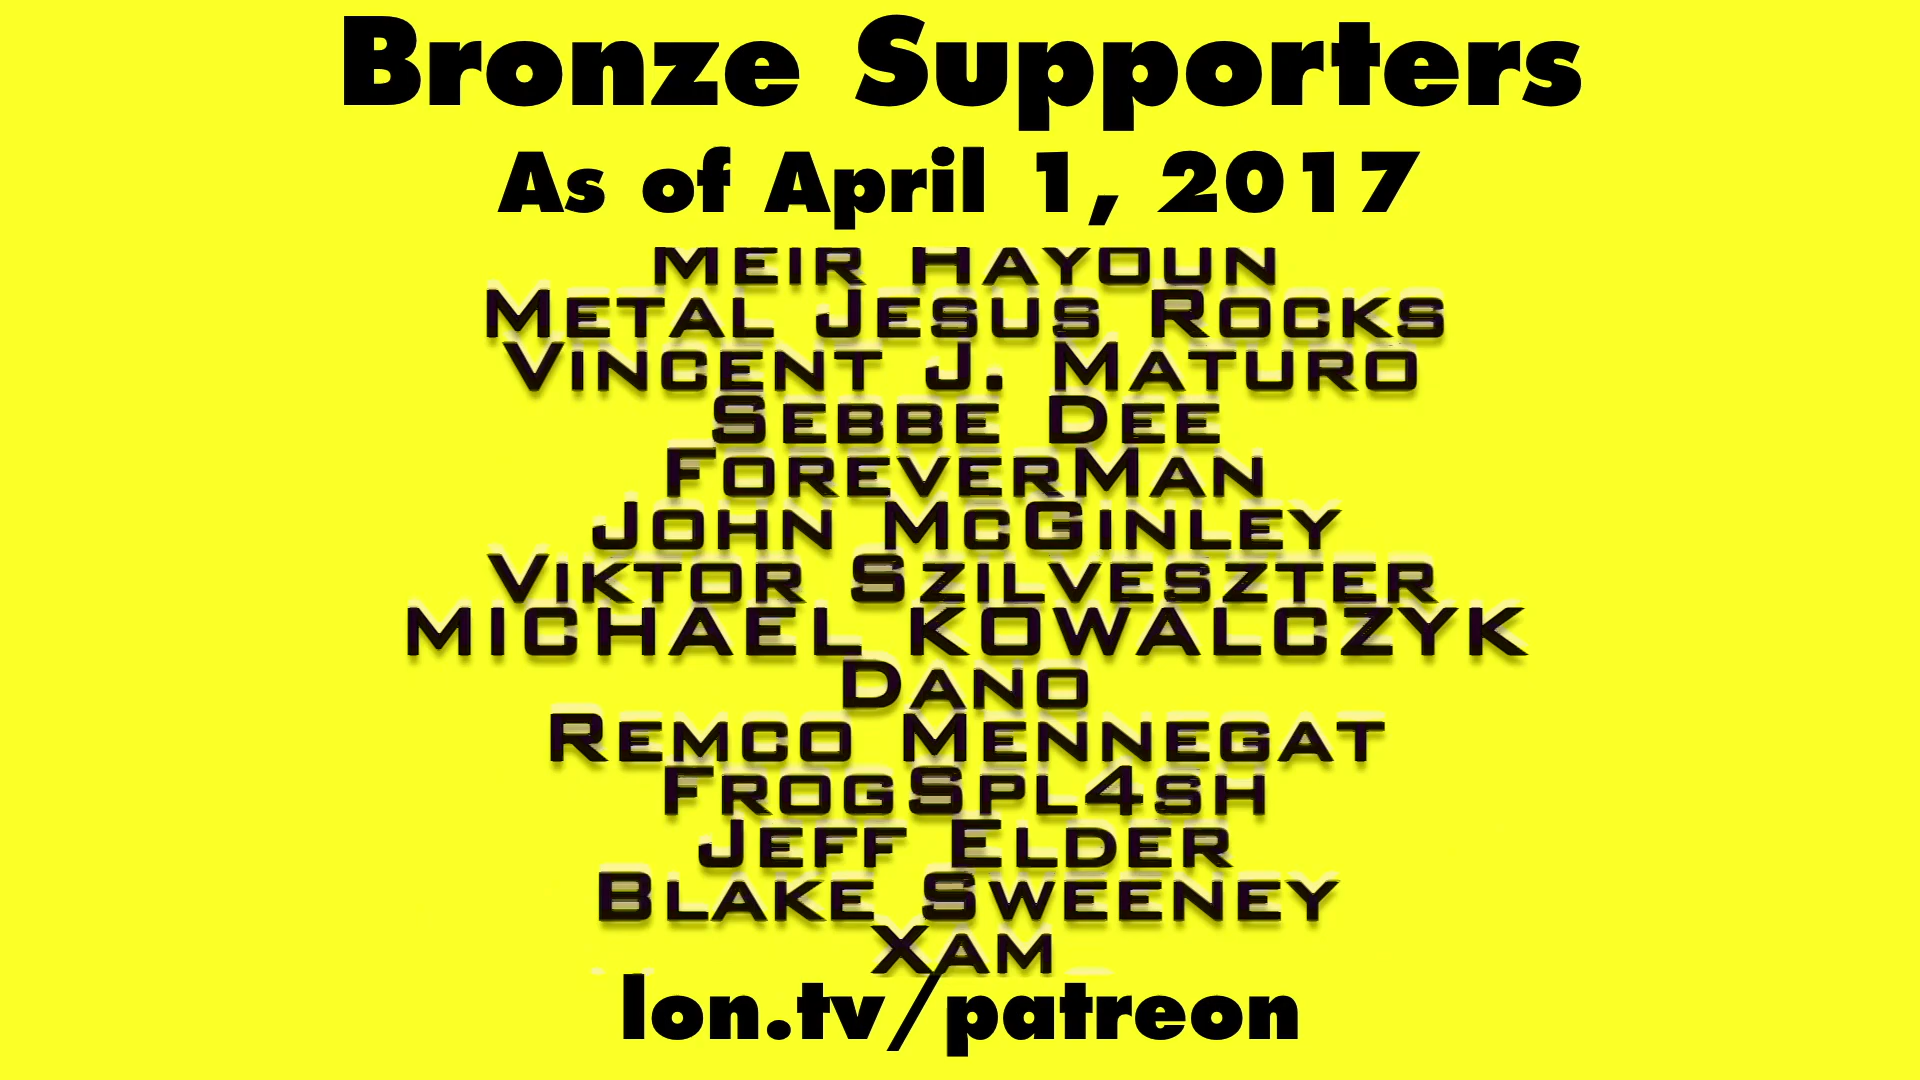 Bronze Supporters
As of April 1, 2017
Meir Hayoun
Metal Jesus Rocks
Vincent J. Maturo
Sebbe Dee
ForeverMan
John McGinley
Viktor Szilveszter
MICHAEL KOWALCZYK
Dano
Remco Mennegat
FrogSpl4sh
Jeff Elder
Blake Sweeney
Xam
lon.tv/patreon